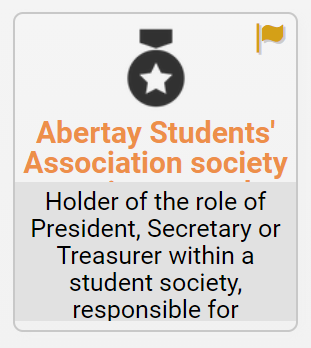 Abertay Students'
Association society
Holder of the role of
President, Secretary or
Treasurer within a
student society,
responsible for